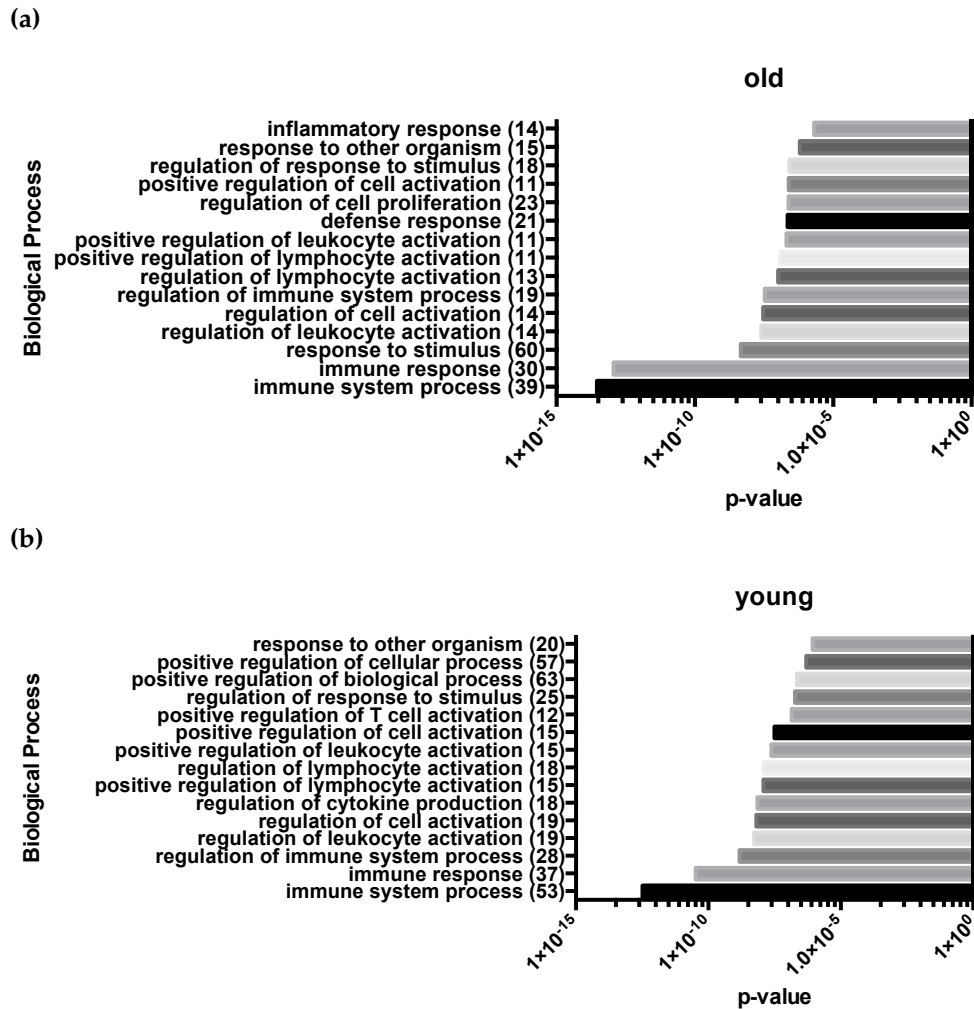 (a)
old
Biological Process
inflammatory response (14)
response to other organism (15)
regulation of response to stimulus (18)
positive regulation of cell activation (11)
regulation of cell proliferation (23)
defense response (21)
positive regulation of leukocyte activation (11)
positive regulation of lymphocyte activation (11)
regulation of lymphocyte activation (13)
regulation of immune system process (19)
regulation of cell activation (14)
regulation of leukocyte activation (14)
response to stimulus (60)
immune response (30)
immune system process (39)
1×10⁻¹⁵ 1×10⁻¹⁰ 1.0×10⁻⁵ 1×10⁰
p-value
(b)
young
Biological Process
response to other organism (20)
positive regulation of cellular process (57)
positive regulation of biological process (63)
regulation of response to stimulus (25)
positive regulation of T cell activation (12)
positive regulation of cell activation (15)
positive regulation of leukocyte activation (15)
regulation of lymphocyte activation (18)
positive regulation of lymphocyte activation (15)
regulation of cytokine production (18)
regulation of cell activation (19)
regulation of leukocyte activation (19)
regulation of immune system process (28)
immune response (37)
immune system process (53)
1×10⁻¹⁵ 1×10⁻¹⁰ 1.0×10⁻⁵ 1×10⁰
p-value